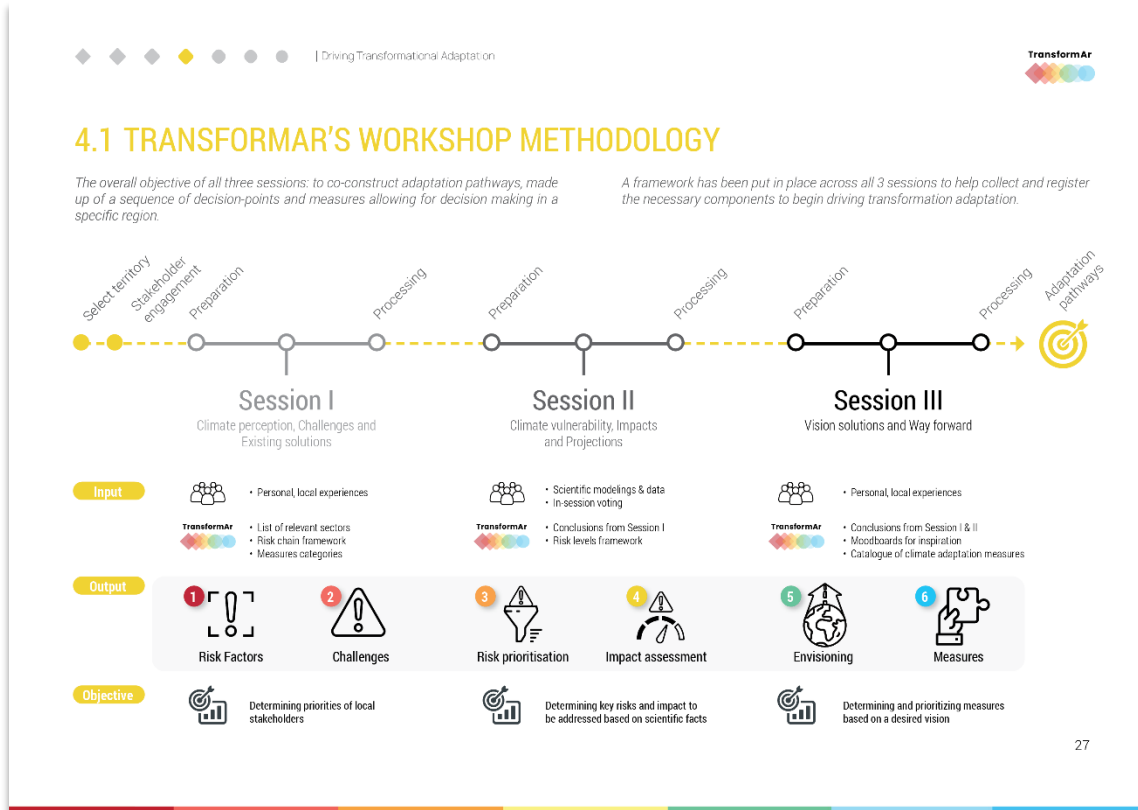 | Driving Transformational Adaptation
TransformAr
4.1 TRANSFORMAR'S WORKSHOP METHODOLOGY
The overall objective of all three sessions: to co-construct adaptation pathways, made
up of a sequence of decision-points and measures allowing for decision making in a
specific region.
A framework has been put in place across all 3 sessions to help collect and register
the necessary components to begin driving transformation adaptation.
Select territory
Stakeholder
engagement
Preparation
Processing
Preparation
Processing
Preparation
Processing
Adaptation
pathways
Session I
Climate perception, Challenges and
Existing solutions
Session II
Climate vulnerability, Impacts
and Projections
Session III
Vision solutions and Way forward
Input
• Personal, local experiences
• Scientific modelings & data
• In-session voting
• Personal, local experiences
TransformAr
• List of relevant sectors
• Risk chain framework
• Measures categories
TransformAr
• Conclusions from Session I
• Risk levels framework
TransformAr
• Conclusions from Session I & II
• Moodboards for inspiration
• Catalogue of climate adaptation measures
Output
1
Risk Factors
2
Challenges
3
Risk prioritisation
4
Impact assessment
5
Envisioning
6
Measures
Objective
Determining priorities of local
stakeholders
Determining key risks and impact to
be addressed based on scientific facts
Determining and prioritizing measures
based on a desired vision
27